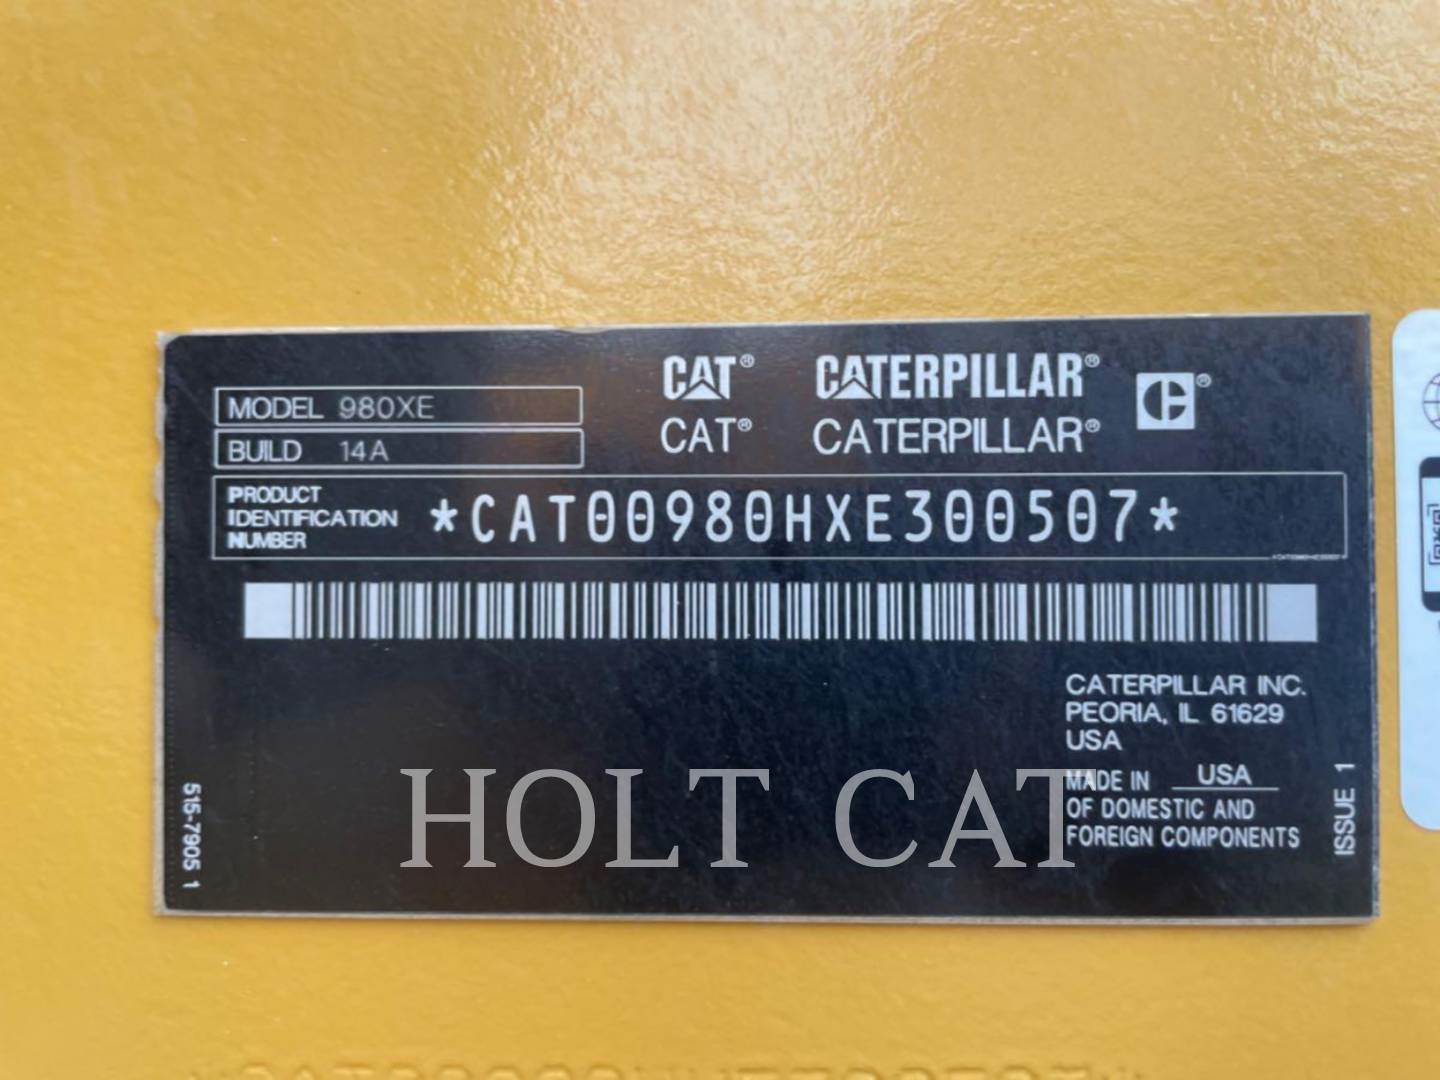 CAT® CATERPILLAR® ®
MODEL 980XE
CAT® CATERPILLAR®
BUILD 14A
PRODUCT IDENTIFICATION NUMBER *CAT00980HXE300507*
CATERPILLAR INC.
PEORIA, IL 61629
USA
MADE IN USA
OF DOMESTIC AND
FOREIGN COMPONENTS
ISSUE 1
515-7905 1
HOLT CAT